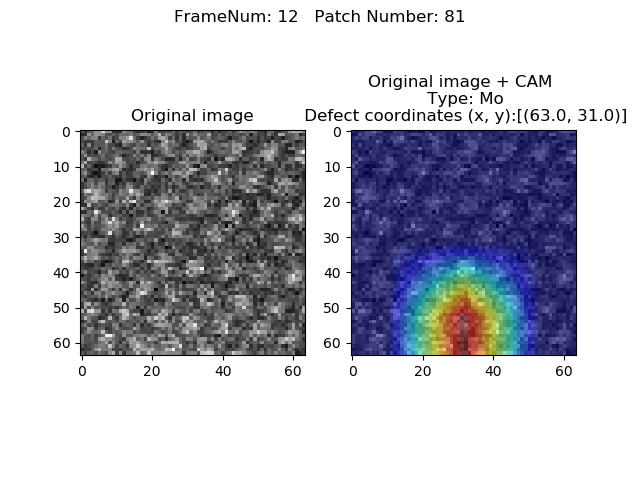 FrameNum: 12   Patch Number: 81
Original image
0
10
20
30
40
50
60
0 20 40 60
Original image + CAM
Type: Mo
Defect coordinates (x, y):[(63.0, 31.0)]
0
10
20
30
40
50
60
0 20 40 60